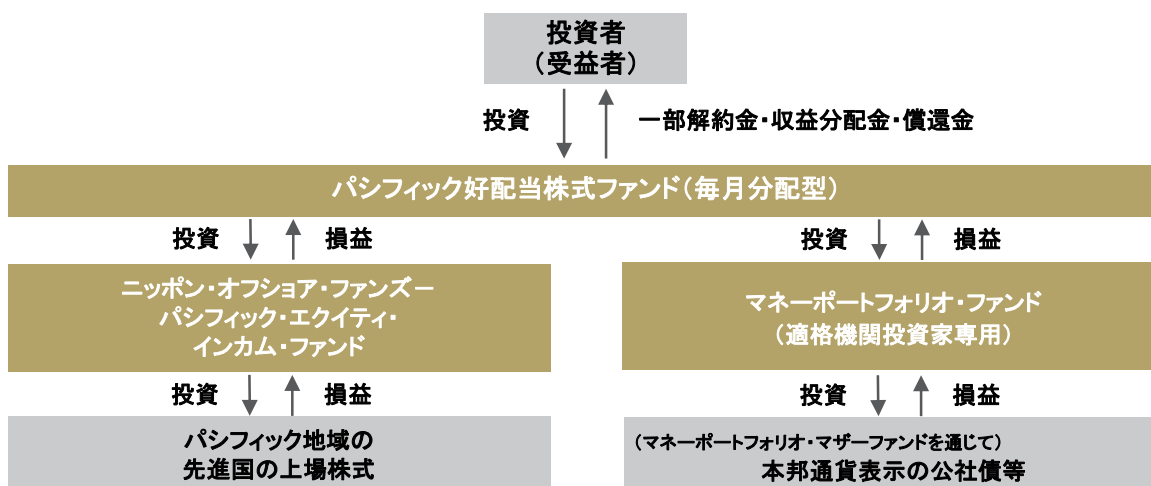 投資者
（受益者）
投資
一部解約金・収益分配金・償還金
パシフィック好配当株式ファンド（毎月分配型）
投資
損益
投資
損益
ニッポン・オフショア・ファンズ－
パシフィック・エクイティ・
インカム・ファンド
マネーポートフォリオ・ファンド
（適格機関投資家専用）
投資
損益
投資
損益
パシフィック地域の
先進国の上場株式
（マネーポートフォリオ・マザーファンドを通じて）
本邦通貨表示の公社債等